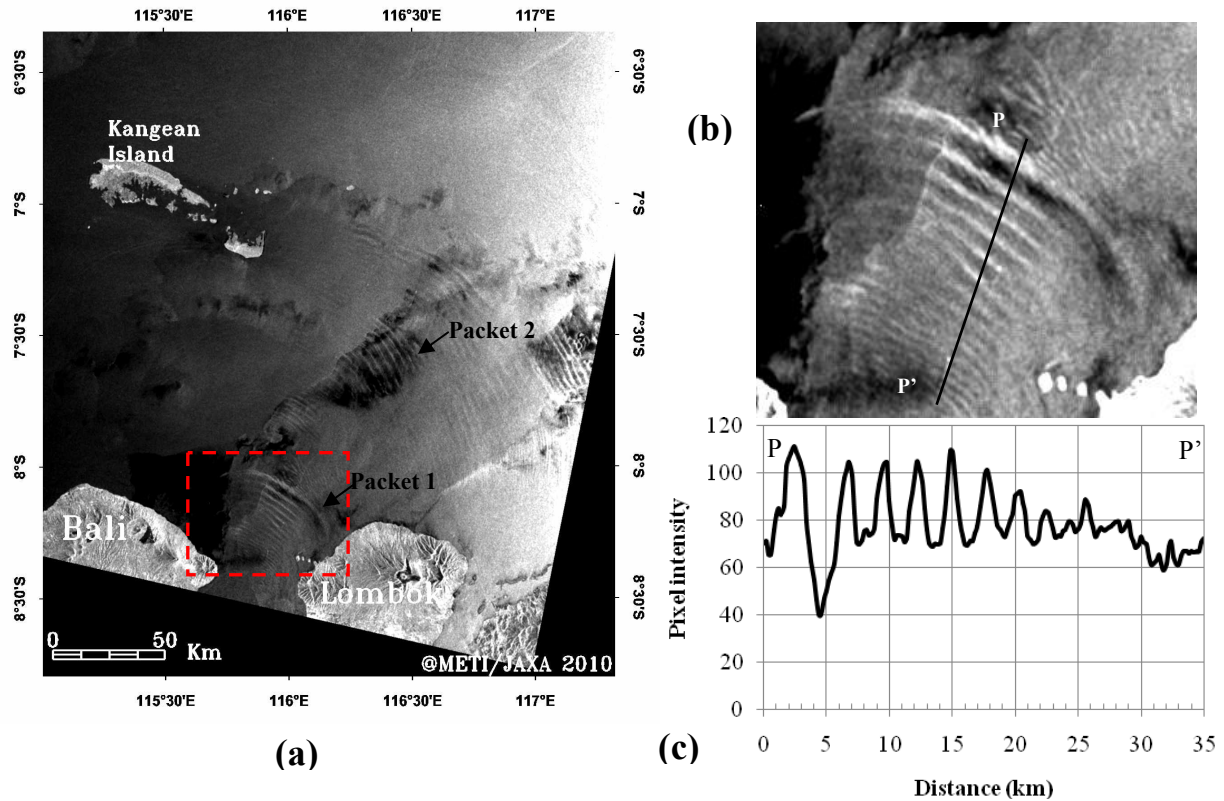 115°30'E 116°E 116°30'E 117°E
6°30'S
6°30'S
Kangean
Island
7°S
7°S
Packet 2
7°30'S
7°30'S
8°S
8°S
Packet 1
Bali
Lombok
8°30'S
8°30'S
0 50
Km
@METI/JAXA 2010
115°30'E 116°E 116°30'E 117°E
(a)
(b)
P
P'
(c)
Pixel intensity
120
100
80
60
40
20
0
P P'
0 5 10 15 20 25 30 35
Distance (km)